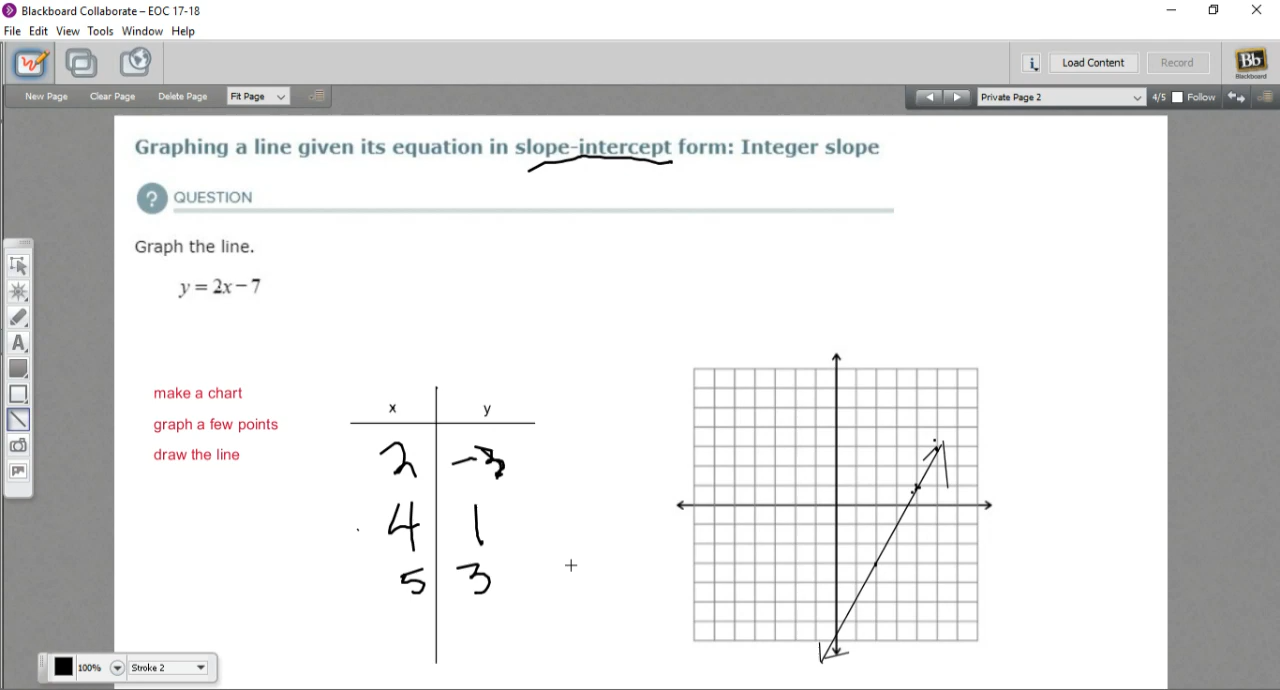 Blackboard Collaborate – EOC 17-18
File Edit View Tools Window Help
i Load Content Record Bb
Blackboard
New Page Clear Page Delete Page Fit Page Private Page 2 4/5 Follow
Graphing a line given its equation in slope-intercept form: Integer slope
? QUESTION
Graph the line.
y = 2x – 7
make a chart
graph a few points
draw the line
x y
2 -3
4 1
5 3
A
100% Stroke 2